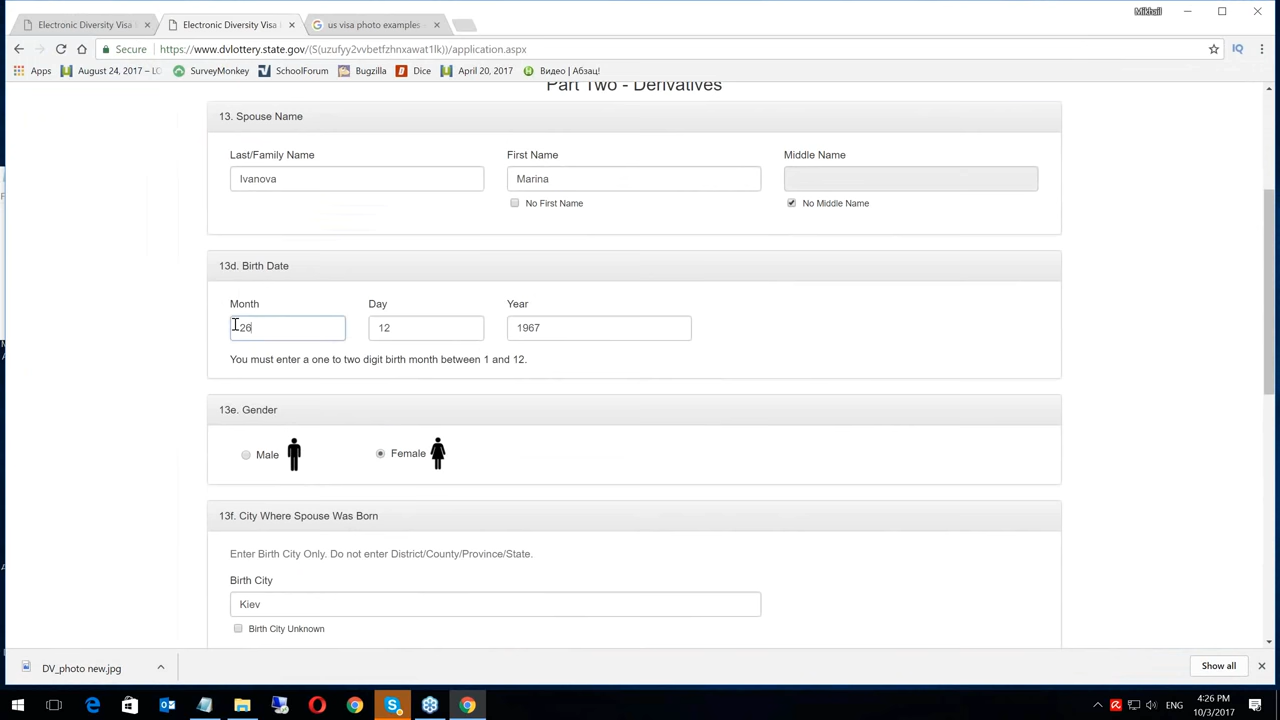 Mikhail
Electronic Diversity Visa
Electronic Diversity Visa
us visa photo examples
Secure https://www.dvlottery.state.gov/(S(uzufyy2vvbetfzhnxawat1lk))/application.aspx
Apps August 24, 2017 – LO SurveyMonkey SchoolForum Bugzilla Dice April 20, 2017 Видео | Абзац!
Part Two - Derivatives
13. Spouse Name
Last/Family Name First Name Middle Name
Ivanova Marina
No First Name No Middle Name
13d. Birth Date
Month Day Year
26 12 1967
You must enter a one to two digit birth month between 1 and 12.
13e. Gender
Male Female
13f. City Where Spouse Was Born
Enter Birth City Only. Do not enter District/County/Province/State.
Birth City
Kiev
Birth City Unknown
DV_photo new.jpg Show all
ENG 4:26 PM
10/3/2017